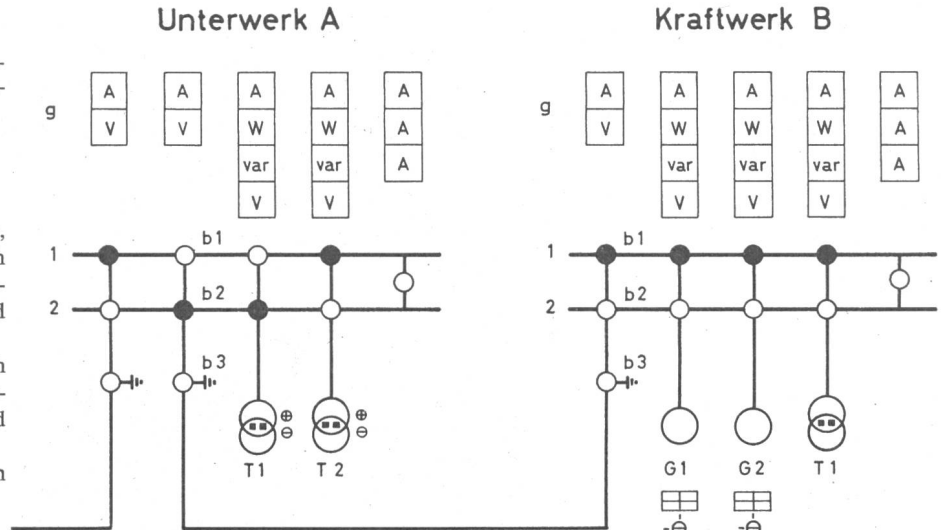 Unterwerk A
Kraftwerk B
g
A A A A A
V V W W A
var var A
V V
1
b1
2
b2
b3
⊕ ⊕
⊖ ⊖
T1 T2
g
A A A A A
V W W W A
var var var A
V V V
1
b1
2
b2
b3
G1 G2 T1